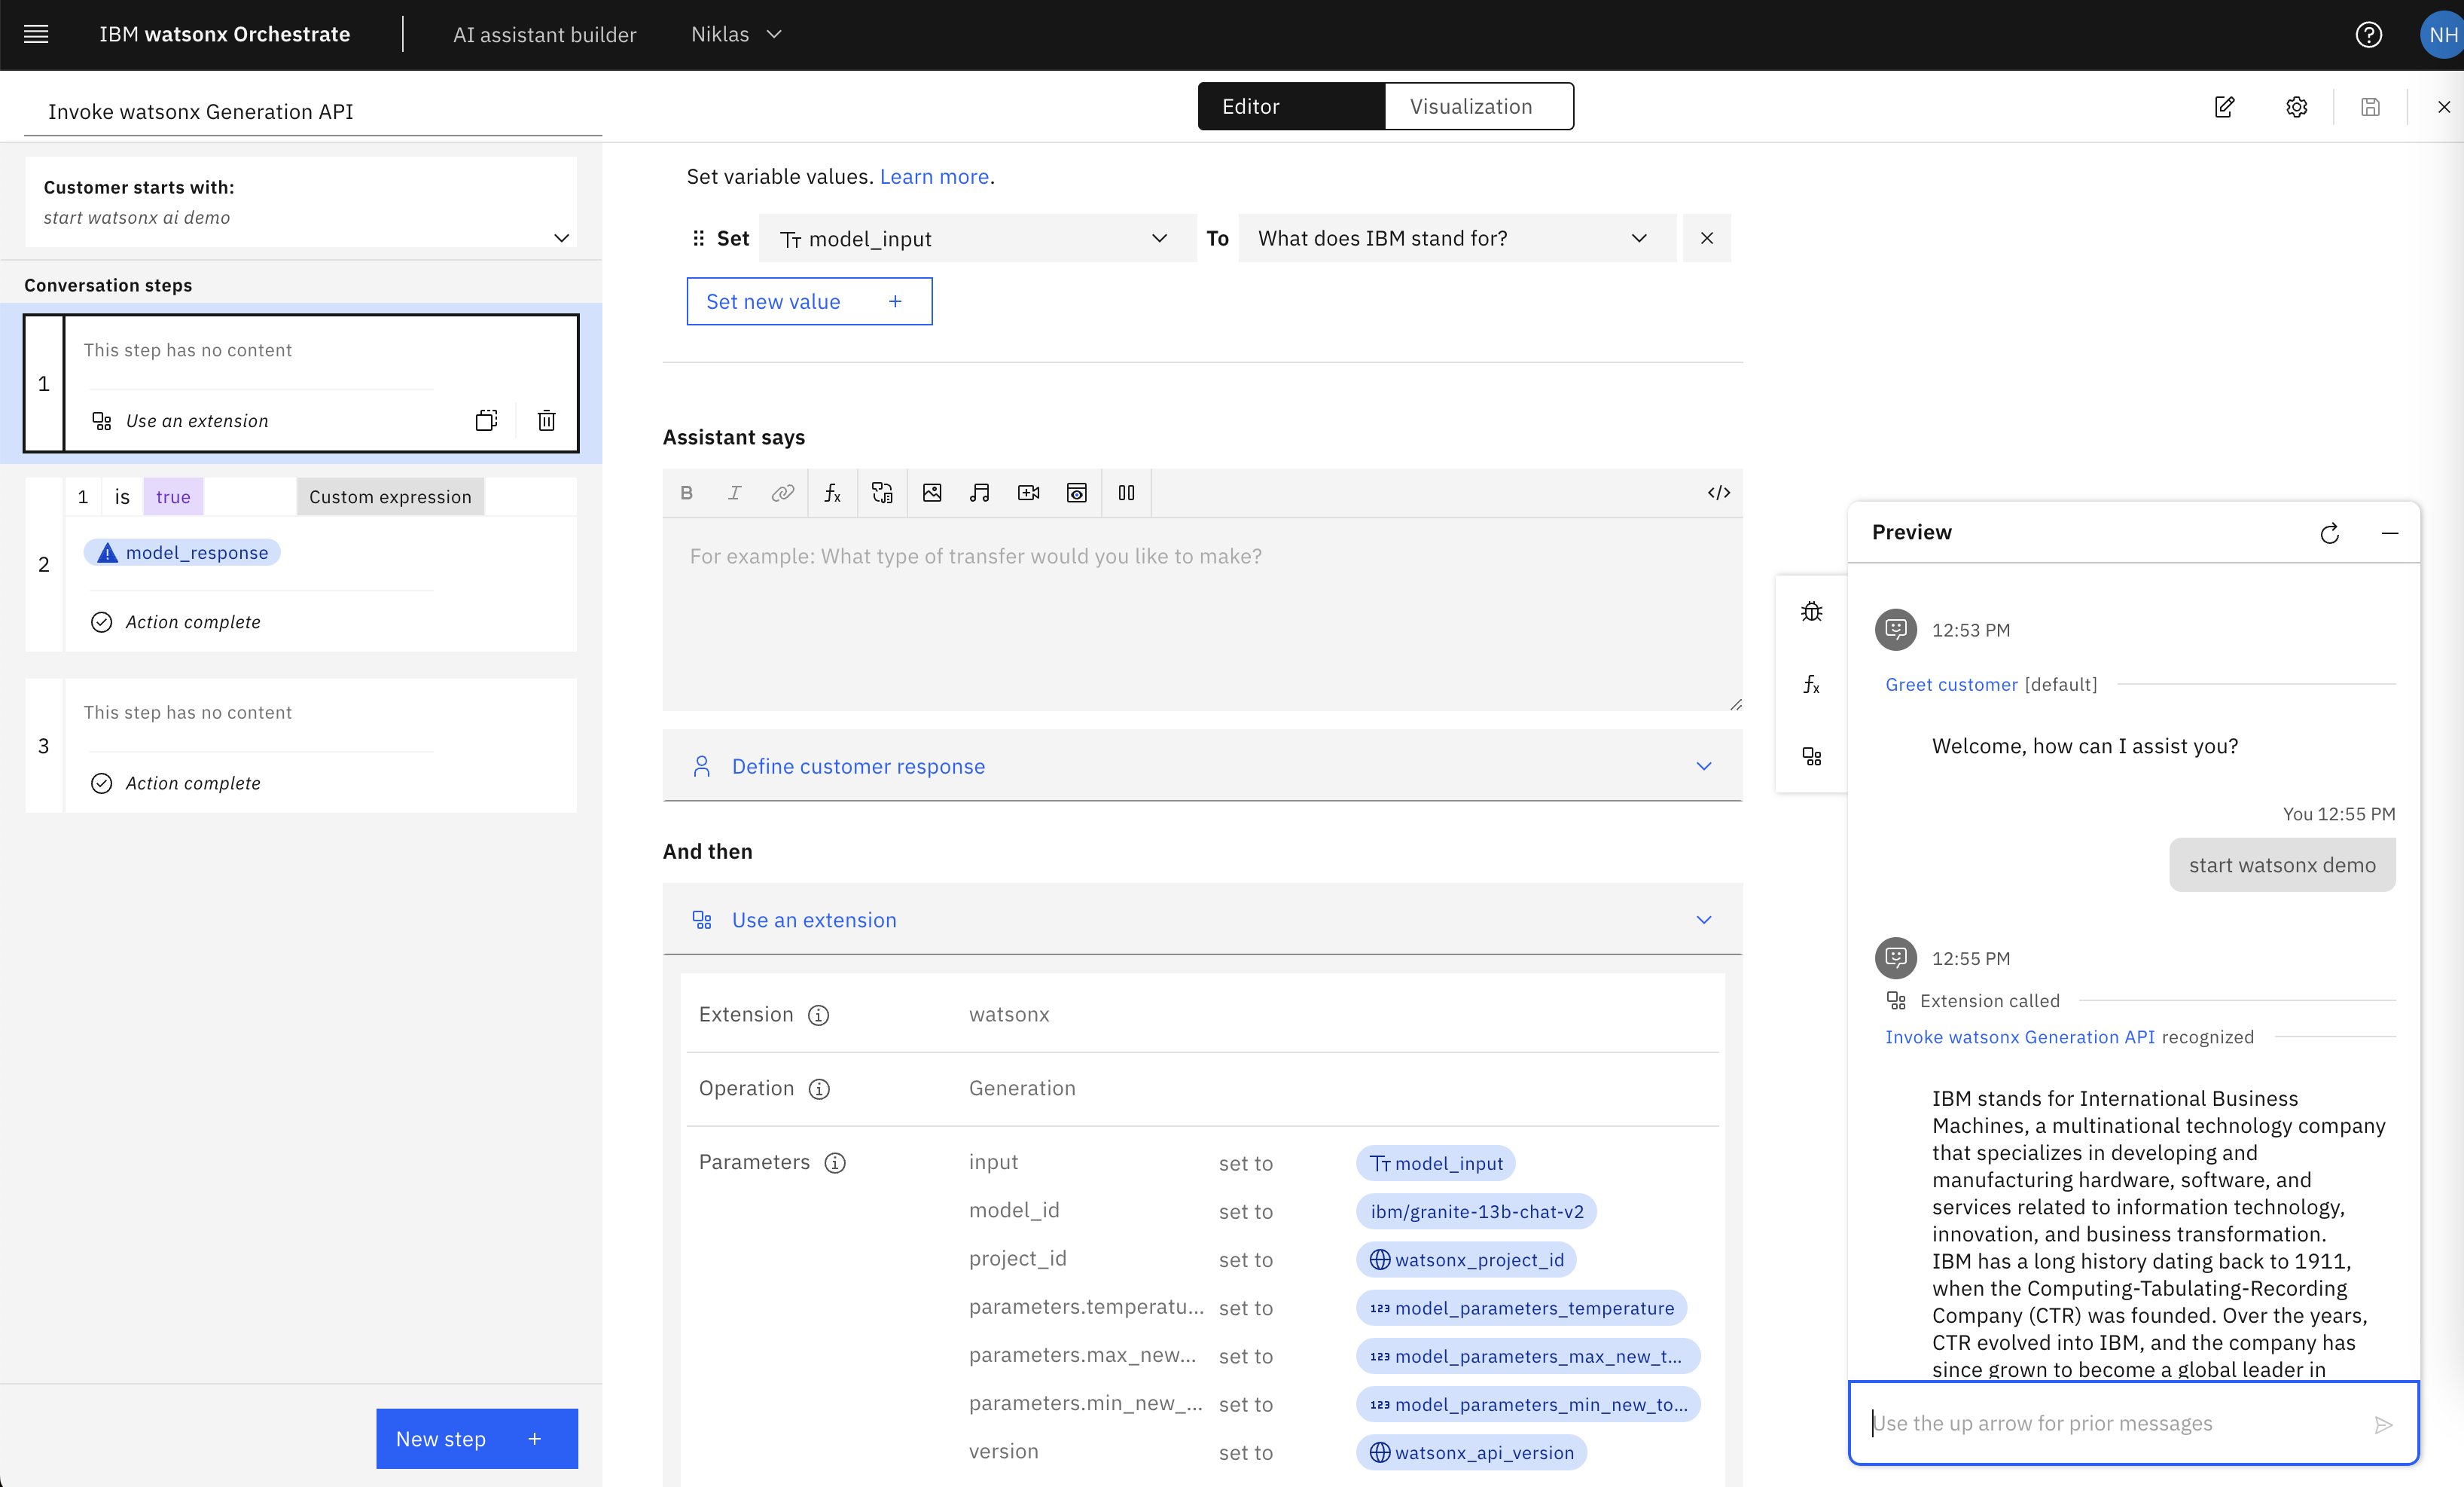 IBM watsonx Orchestrate
AI assistant builder
Niklas
NH
Invoke watsonx Generation API
Editor
Visualization
Customer starts with:
start watsonx ai demo
Conversation steps
1
This step has no content
Use an extension
2
1 is true Custom expression
model_response
Action complete
3
This step has no content
Action complete
New step +
Set variable values. Learn more.
Set Tт model_input To What does IBM stand for?
Set new value +
Assistant says
B I fx </>
For example: What type of transfer would you like to make?
Define customer response
And then
Use an extension
Extension watsonx
Operation Generation
Parameters input set to Tт model_input
model_id set to ibm/granite-13b-chat-v2
project_id set to watsonx_project_id
parameters.temperatu... set to 123 model_parameters_temperature
parameters.max_new... set to 123 model_parameters_max_new_t...
parameters.min_new_... set to 123 model_parameters_min_new_to...
version set to watsonx_api_version
fx
Preview
12:53 PM
Greet customer [default]
Welcome, how can I assist you?
You 12:55 PM
start watsonx demo
12:55 PM
Extension called
Invoke watsonx Generation API recognized
IBM stands for International Business
Machines, a multinational technology company
that specializes in developing and
manufacturing hardware, software, and
services related to information technology,
innovation, and business transformation.
IBM has a long history dating back to 1911,
when the Computing-Tabulating-Recording
Company (CTR) was founded. Over the years,
CTR evolved into IBM, and the company has
since grown to become a global leader in
Use the up arrow for prior messages